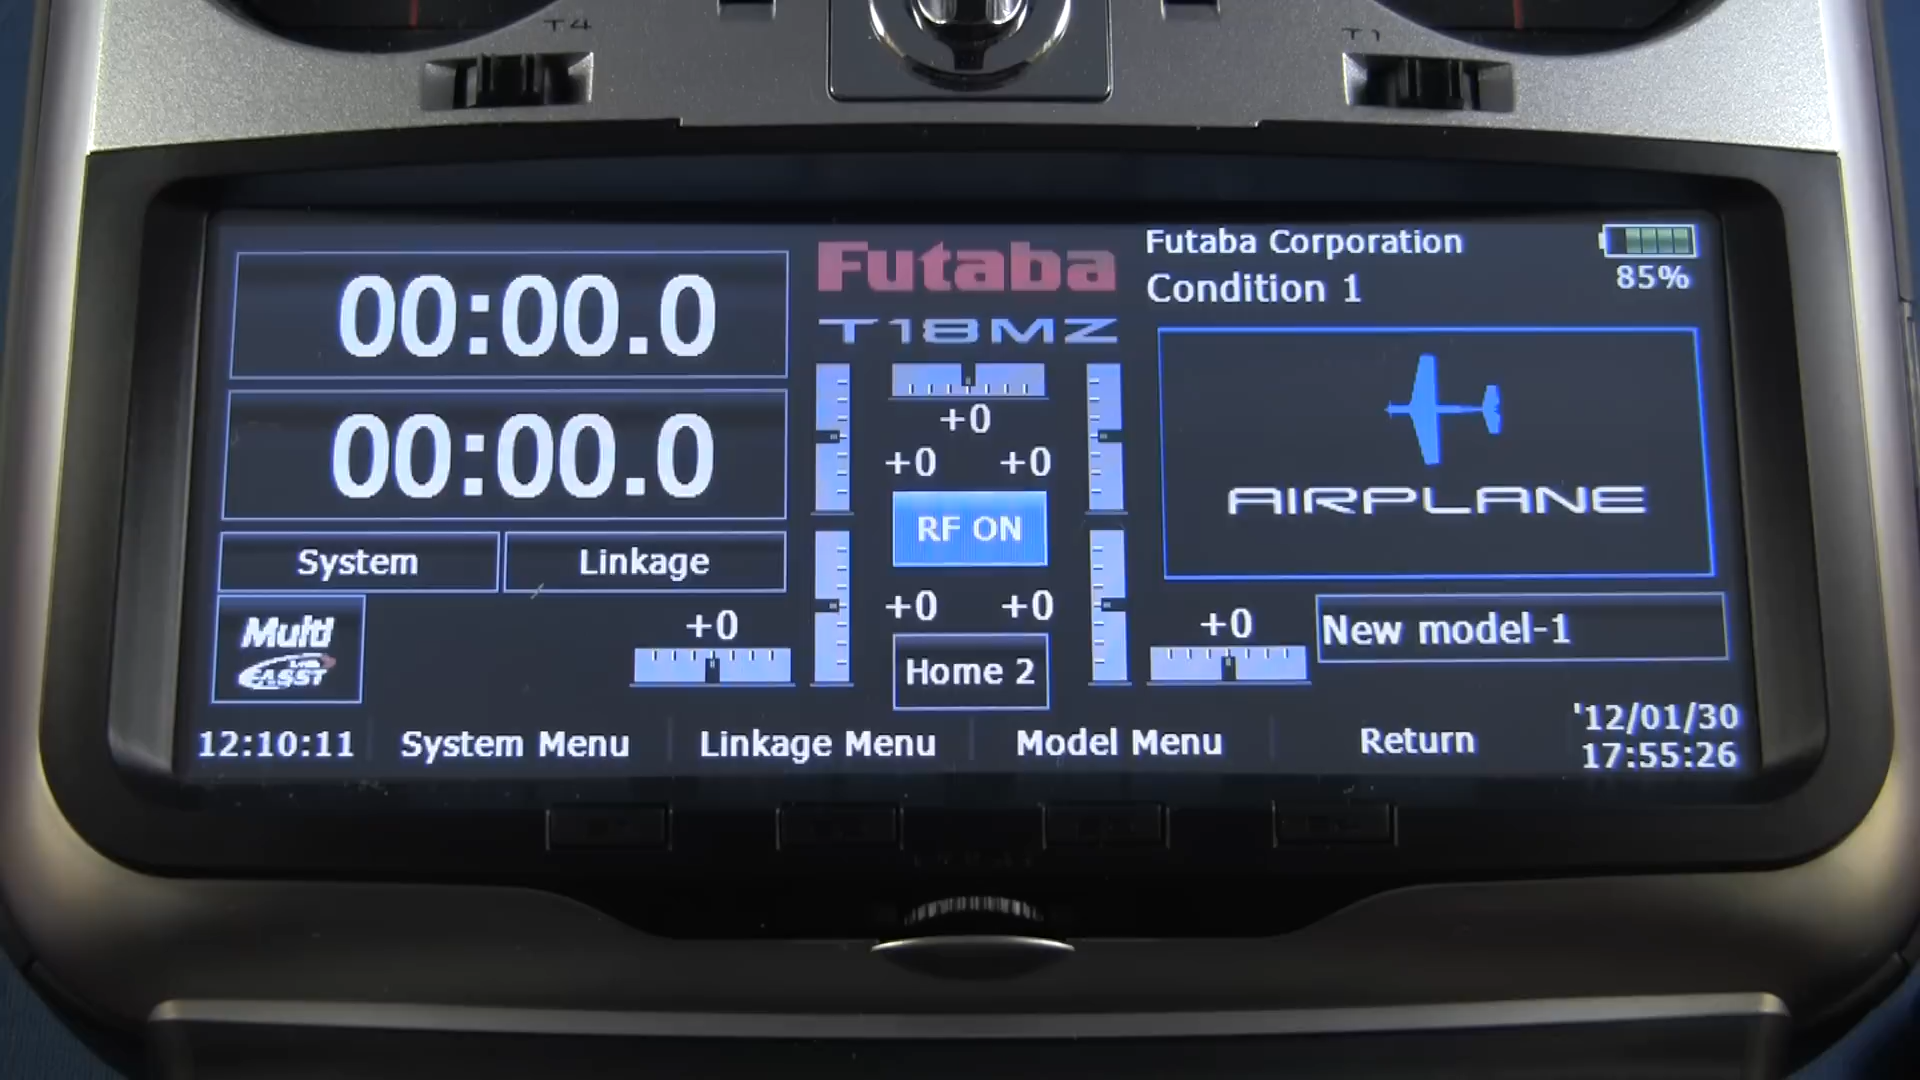 T4
T1
00:00.0
00:00.0
System
Linkage
Multi
FASST
Futaba
T18MZ
+0
+0
+0
RF ON
+0
+0
+0
+0
Home 2
Futaba Corporation
Condition 1
85%
AIRPLANE
New model-1
12:10:11
System Menu
Linkage Menu
Model Menu
Return
'12/01/30
17:55:26